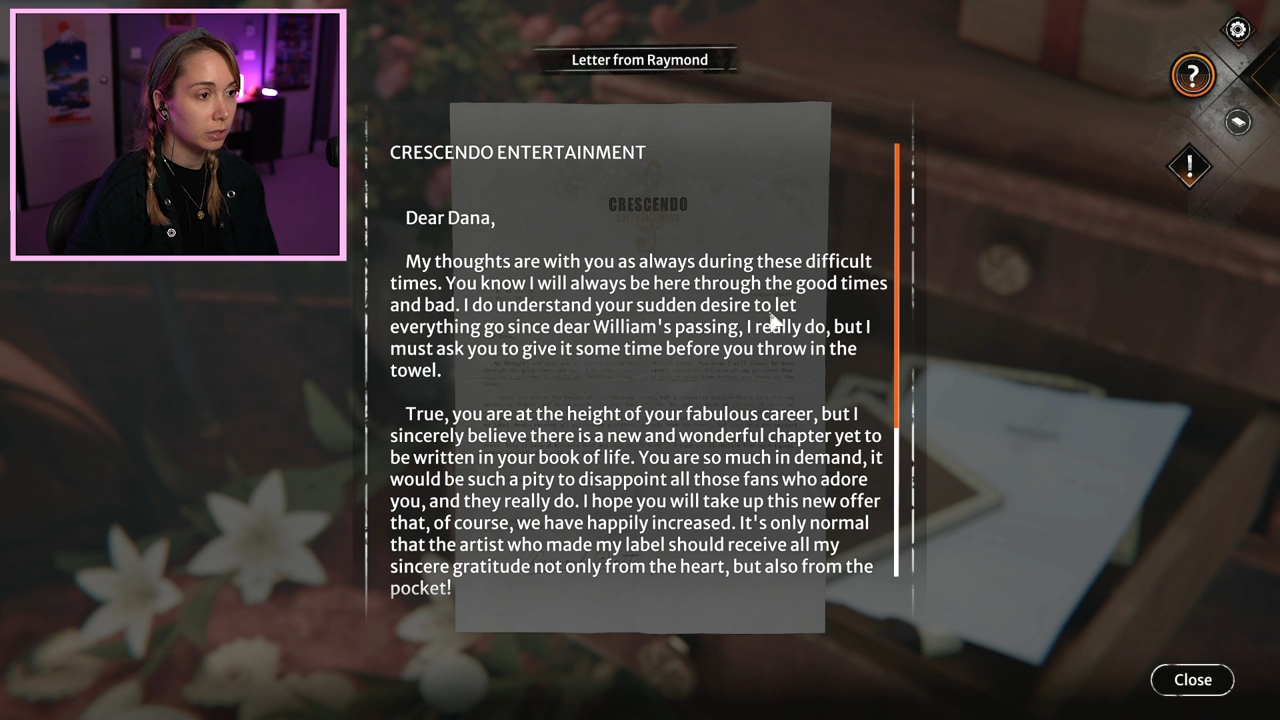 Letter from Raymond
CRESCENDO ENTERTAINMENT
CRESCENDO
Dear Dana,
My thoughts are with you as always during these difficult
times. You know I will always be here through the good times
and bad. I do understand your sudden desire to let
everything go since dear William's passing, I really do, but I
must ask you to give it some time before you throw in the
towel.
True, you are at the height of your fabulous career, but I
sincerely believe there is a new and wonderful chapter yet to
be written in your book of life. You are so much in demand, it
would be such a pity to disappoint all those fans who adore
you, and they really do. I hope you will take up this new offer
that, of course, we have happily increased. It's only normal
that the artist who made my label should receive all my
sincere gratitude not only from the heart, but also from the
pocket!
Close